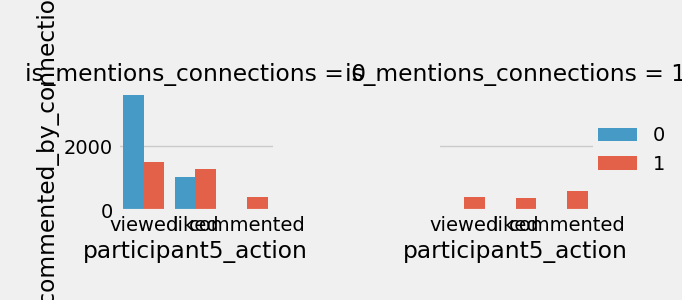 is_mentions_connections = 0
is_mentions_connections = 1
commented_by_connectio
2000
0
viewed
liked
commented
participant5_action
viewed
liked
commented
participant5_action
0
1